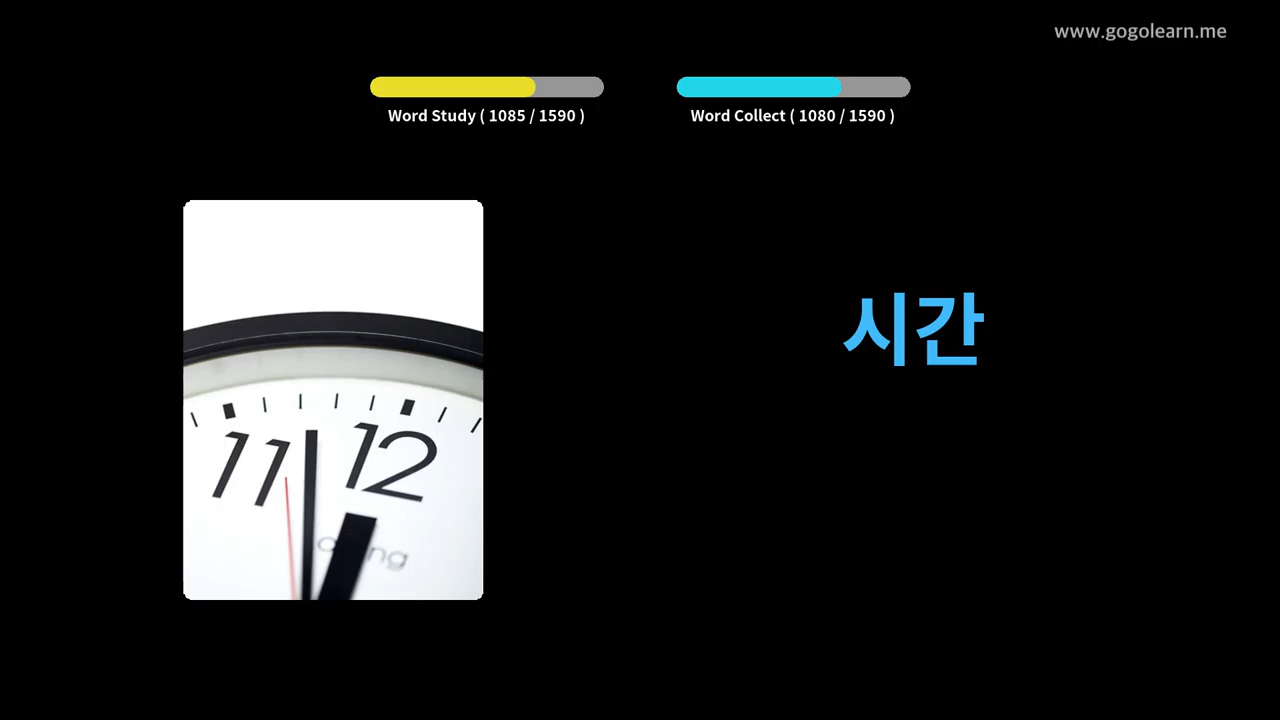 www.gogolearn.me
Word Study ( 1085 / 1590 )
Word Collect ( 1080 / 1590 )
시간
11
12